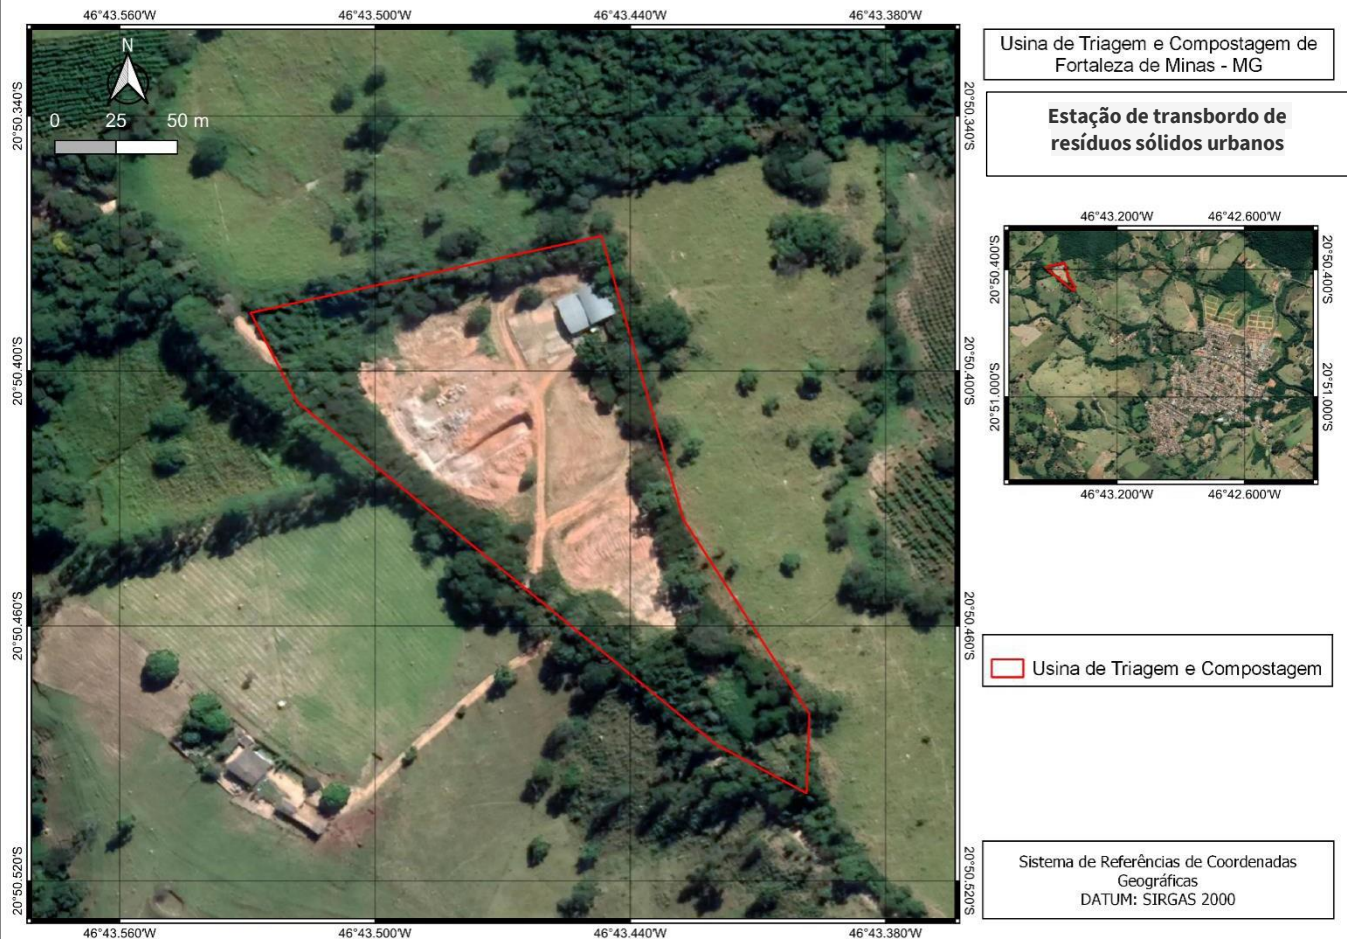 46°43.560'W 46°43.500'W 46°43.440'W 46°43.380'W
N
0 25 50 m
20°50.340'S
20°50.400'S
20°50.460'S
20°50.520'S
20°50.340'S
20°50.400'S
20°50.460'S
20°50.520'S
46°43.560'W 46°43.500'W 46°43.440'W 46°43.380'W
Usina de Triagem e Compostagem de
Fortaleza de Minas - MG
Estação de transbordo de
resíduos sólidos urbanos
46°43.200'W 46°42.600'W
20°50.400'S
20°51.000'S
20°50.400'S
20°51.000'S
46°43.200'W 46°42.600'W
Usina de Triagem e Compostagem
Sistema de Referências de Coordenadas
Geográficas
DATUM: SIRGAS 2000